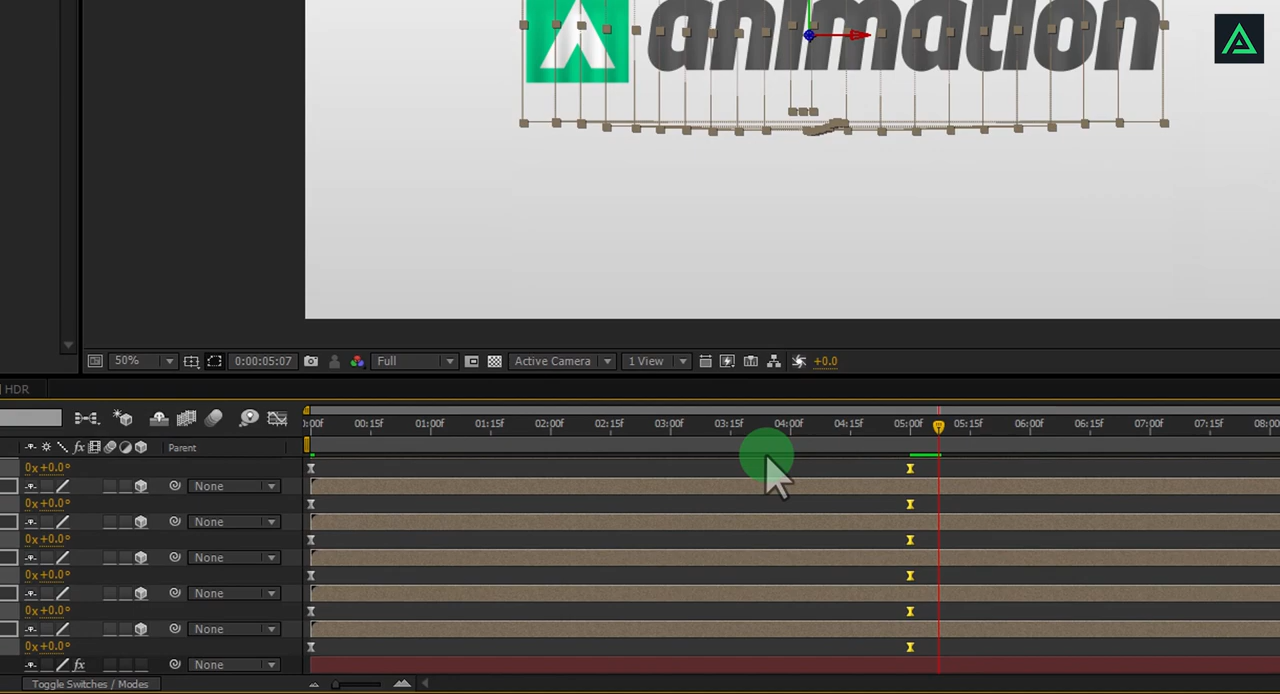 animation
50%
0:00:05:07
Full
Active Camera
1 View
+0.0
HDR
:00f 00:15f 01:00f 01:15f 02:00f 02:15f 03:00f 03:15f 04:00f 04:15f 05:00f 05:15f 06:00f 06:15f 07:00f 07:15f 08:00
fx Parent
0x+0.0°
None
0x+0.0°
None
0x+0.0°
None
0x+0.0°
None
0x+0.0°
None
0x+0.0°
fx None
Toggle Switches / Modes